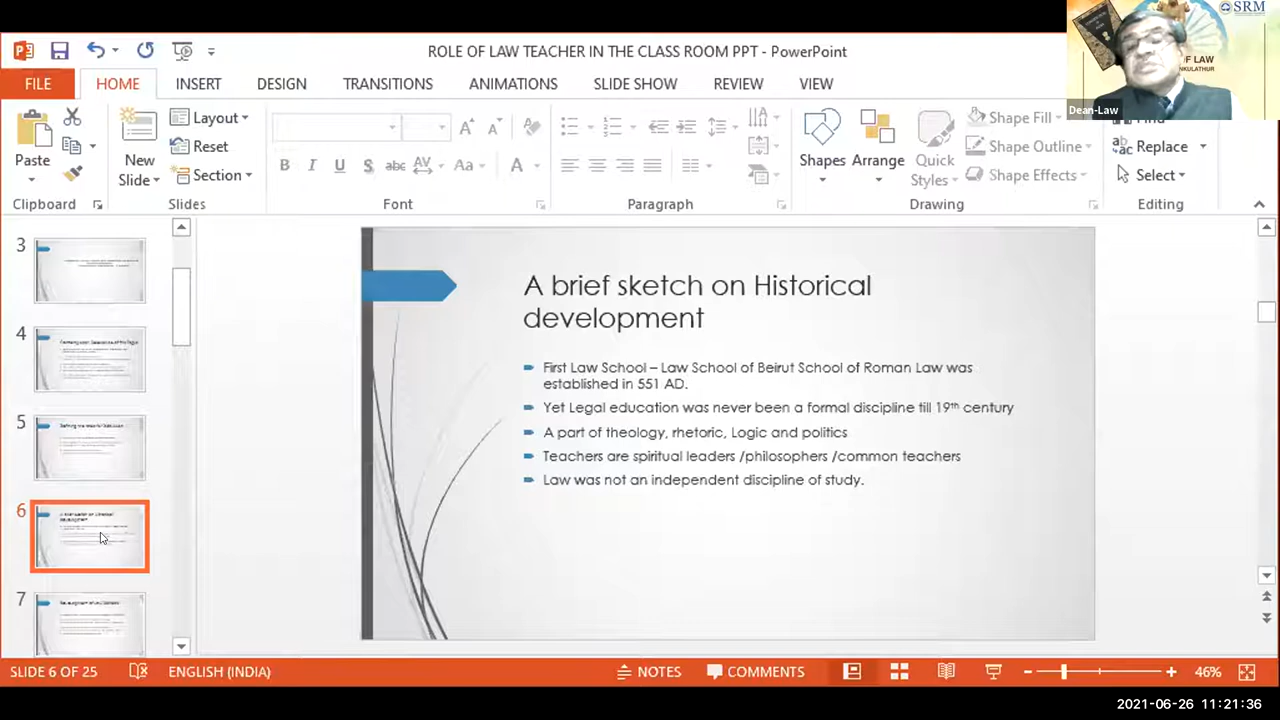 SRM
ROLE OF LAW TEACHER IN THE CLASS ROOM PPT - PowerPoint
OF LAW
Dean-Law
FILE HOME INSERT DESIGN TRANSITIONS ANIMATIONS SLIDE SHOW REVIEW VIEW
Paste
New Slide
Layout
Reset
Section
B I U S abc AV Aa A
Shapes
Arrange
Quick Styles
Shape Fill
Shape Outline
Shape Effects
Find
Replace
Select
Clipboard Slides Font Paragraph Drawing Editing
3
4
5
6
7
A brief sketch on Historical
development
First Law School – Law School of Beirut School of Roman Law was
established in 551 AD.
Yet Legal education was never been a formal discipline till 19th century
A part of theology, rhetoric, Logic and politics
Teachers are spiritual leaders /philosophers /common teachers
Law was not an independent discipline of study.
SLIDE 6 OF 25 ENGLISH (INDIA) NOTES COMMENTS 46%
2021-06-26 11:21:36